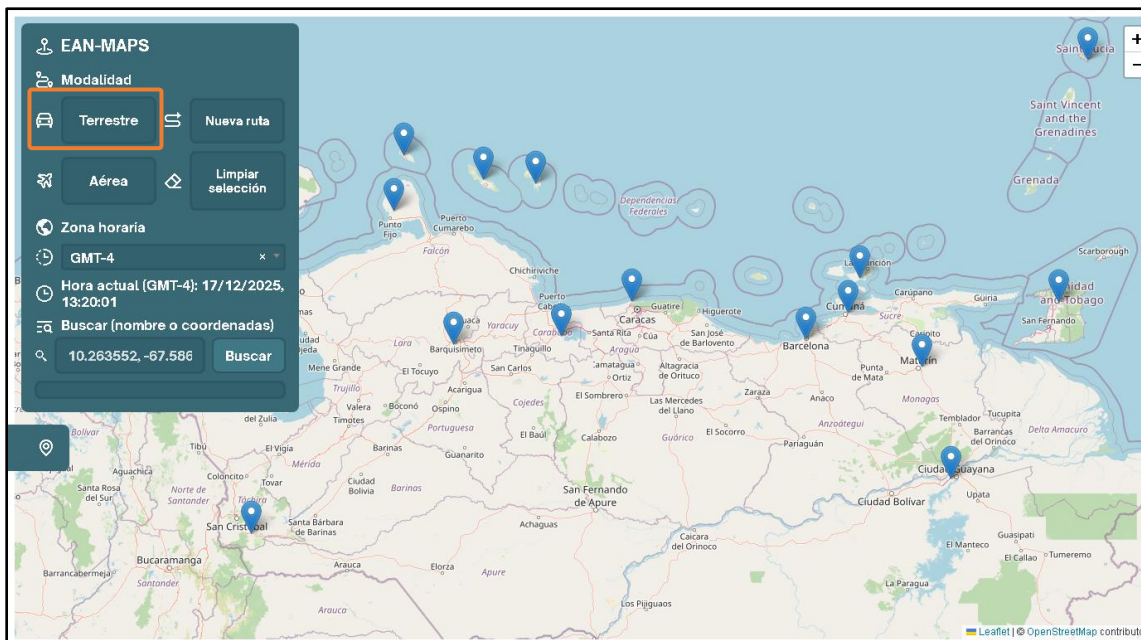 EAN-MAPS
Modalidad
Terrestre
Nueva ruta
Aérea
Limpiar
selección
Zona horaria
GMT-4
×
Hora actual (GMT-4): 17/12/2025,
13:20:01
Buscar (nombre o coordenadas)
10.263552, -67.586
Buscar
+
−
Saint Lucia
Saint Vincent
and the
Grenadines
Grenada
Dependencias
Federales
Scarborough
Punto
Fijo
Puerto
Cumarebo
Falcón
Chichiriviche
Puerto
Caracas
Guatire
Higuerote
Carúpano
Güiria
San Fernando
and Tobago
Cumaná
Sucre
Lara
Yaracuy
Carabobo
Santa Rita
Cúa
San José
de Barlovento
Barcelona
Caripito
Maturín
Barquisimeto
Tinaquillo
Aragua
Mene Grande
El Tocuyo
San Carlos
Ortiz
Altagracia
de Orituco
Punta
de Mata
Trujillo
Acarigua
Cojedes
El Sombrero
Las Mercedes
del Llano
Zaraza
Anaco
Monagas
Valera
Boconó
Ospino
Temblador
Tucupita
del Zulia
Timotes
Portuguesa
El Baúl
Calabozo
Guárico
El Socorro
Anzoátegui
Pariaguán
Barrancas
del Orinoco
Delta Amacuro
Bolívar
Tibú
El Vigía
Barinas
Guanarito
Mérida
Aguachica
Coloncito
Tovar
Ciudad
Bolivia
Barinas
San Fernando
de Apure
Ciudad Guayana
Santa Rosa
del Sur
Norte de
Santander
Táchira
Ciudad Bolívar
Upata
San Cristóbal
Santa Bárbara
de Barinas
Achaguas
Caicara
del Orinoco
Guasipati
El Manteco
El Callao
Tumeremo
Bucaramanga
Barrancabermeja
Santander
Arauca
Elorza
Apure
La Paragua
Arauca
Los Pijiguaos
Leaflet | © OpenStreetMap contribut